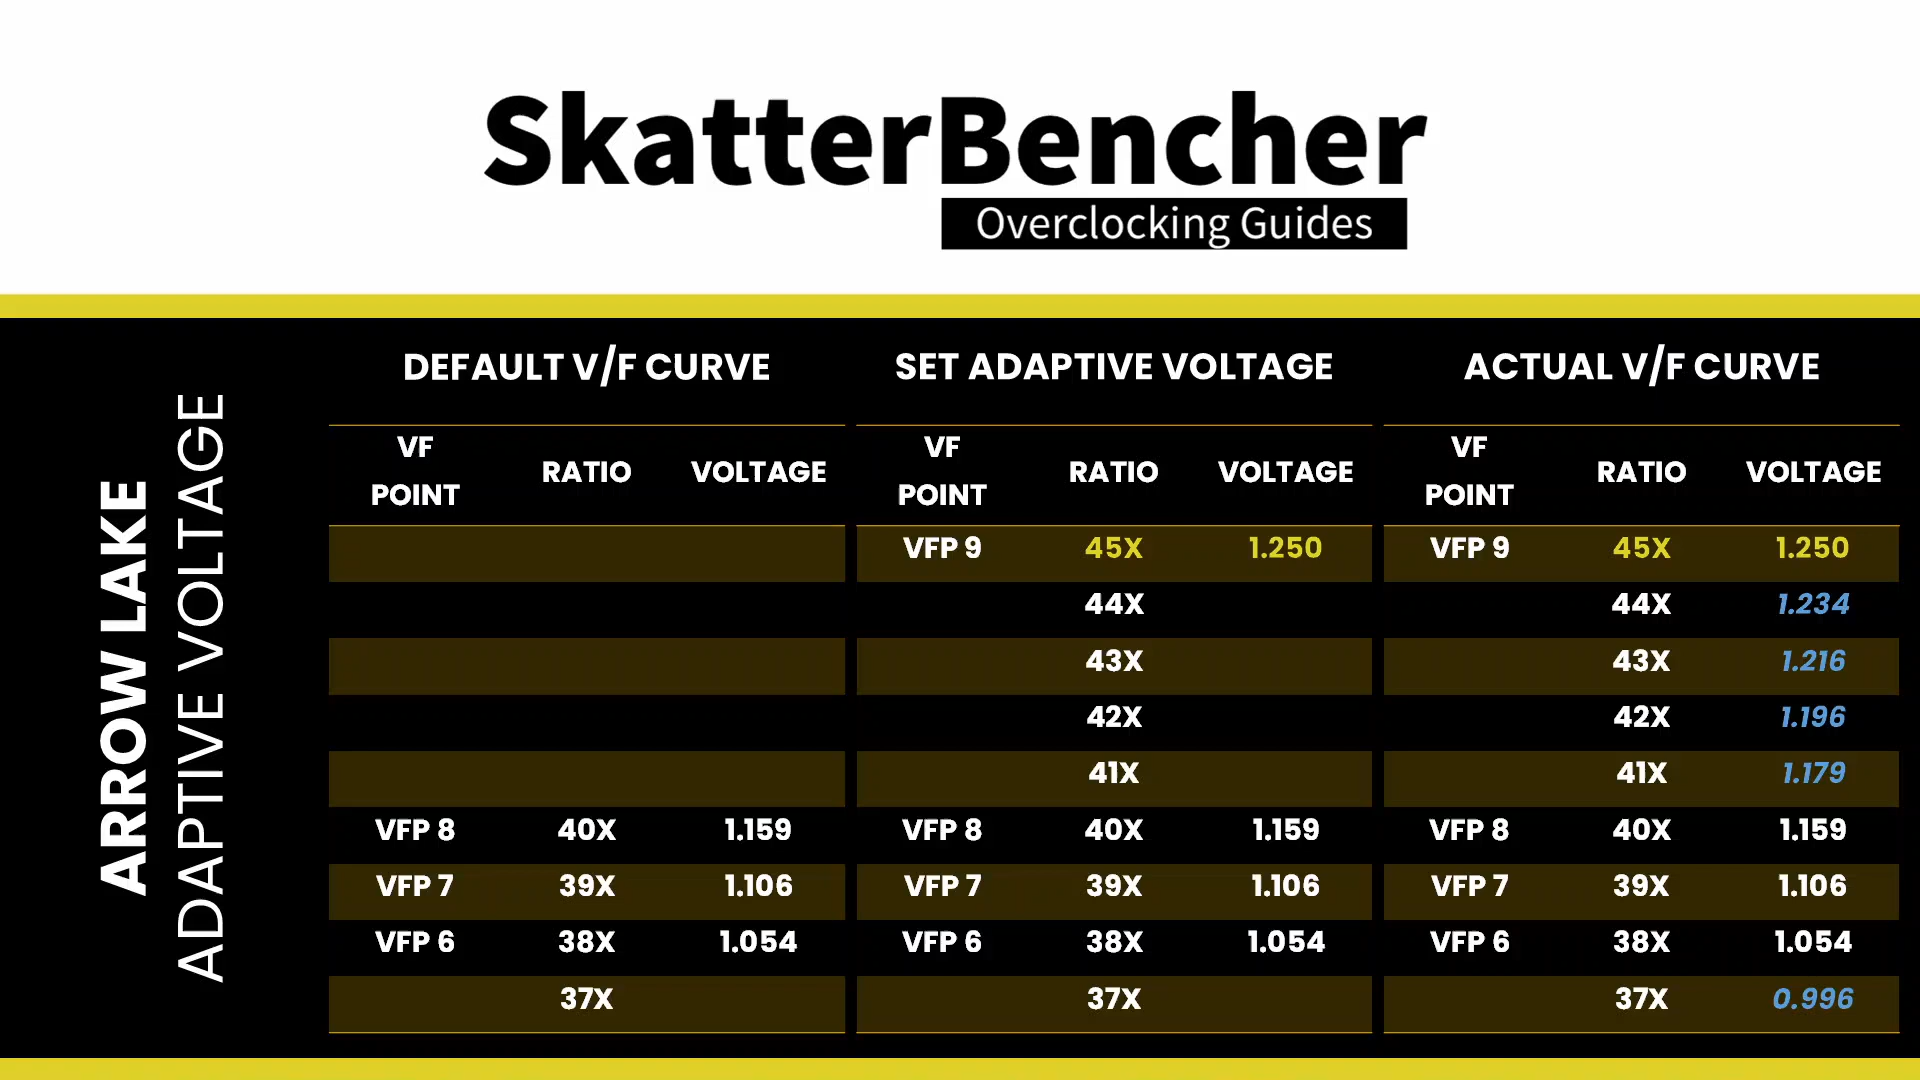 SkatterBencher
Overclocking Guides
ARROW LAKE
ADAPTIVE VOLTAGE
DEFAULT V/F CURVE SET ADAPTIVE VOLTAGE ACTUAL V/F CURVE
VF POINT RATIO VOLTAGE VF POINT RATIO VOLTAGE VF POINT RATIO VOLTAGE
VFP 9 45X 1.250 VFP 9 45X 1.250
44X 44X 1.234
43X 43X 1.216
42X 42X 1.196
41X 41X 1.179
VFP 8 40X 1.159 VFP 8 40X 1.159 VFP 8 40X 1.159
VFP 7 39X 1.106 VFP 7 39X 1.106 VFP 7 39X 1.106
VFP 6 38X 1.054 VFP 6 38X 1.054 VFP 6 38X 1.054
37X 37X 37X 0.996